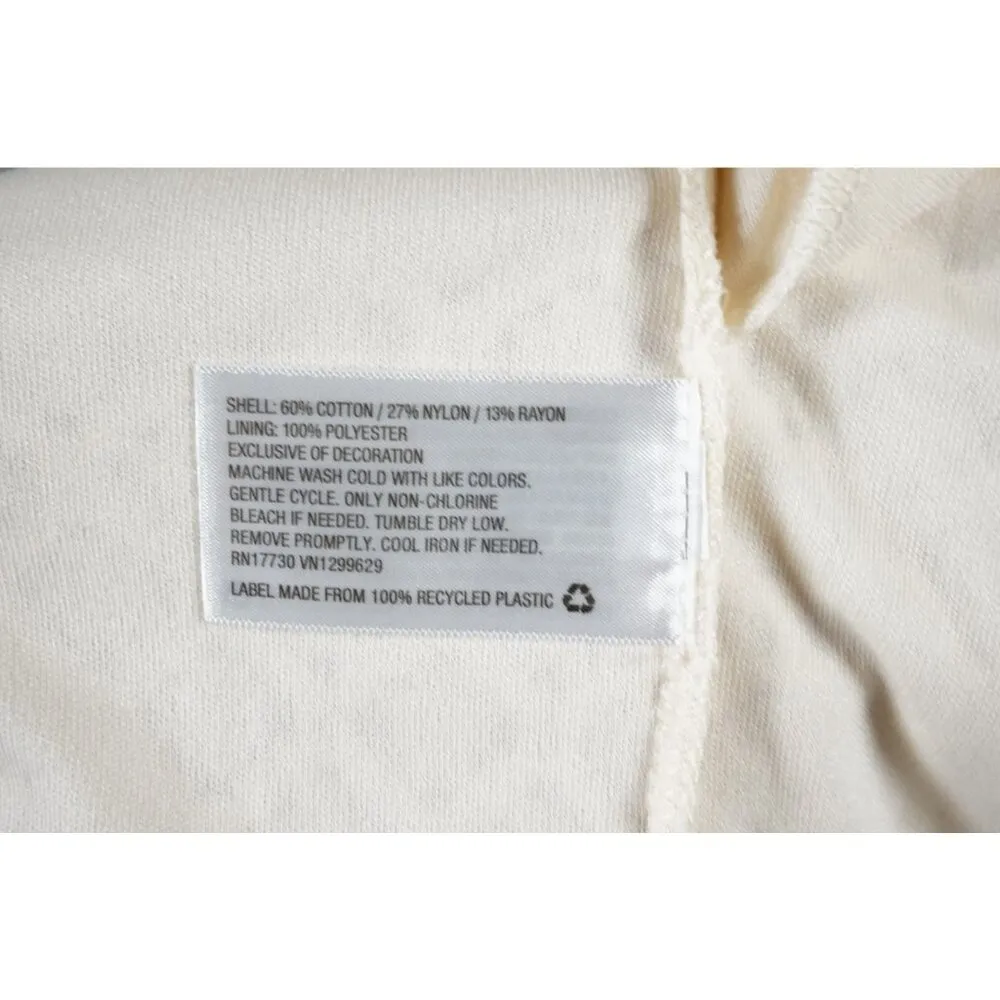 SHELL: 60% COTTON / 27% NYLON / 13% RAYON
LINING: 100% POLYESTER
EXCLUSIVE OF DECORATION
MACHINE WASH COLD WITH LIKE COLORS.
GENTLE CYCLE. ONLY NON-CHLORINE
BLEACH IF NEEDED. TUMBLE DRY LOW.
REMOVE PROMPTLY. COOL IRON IF NEEDED.
RN17730 VN1299629
LABEL MADE FROM 100% RECYCLED PLASTIC